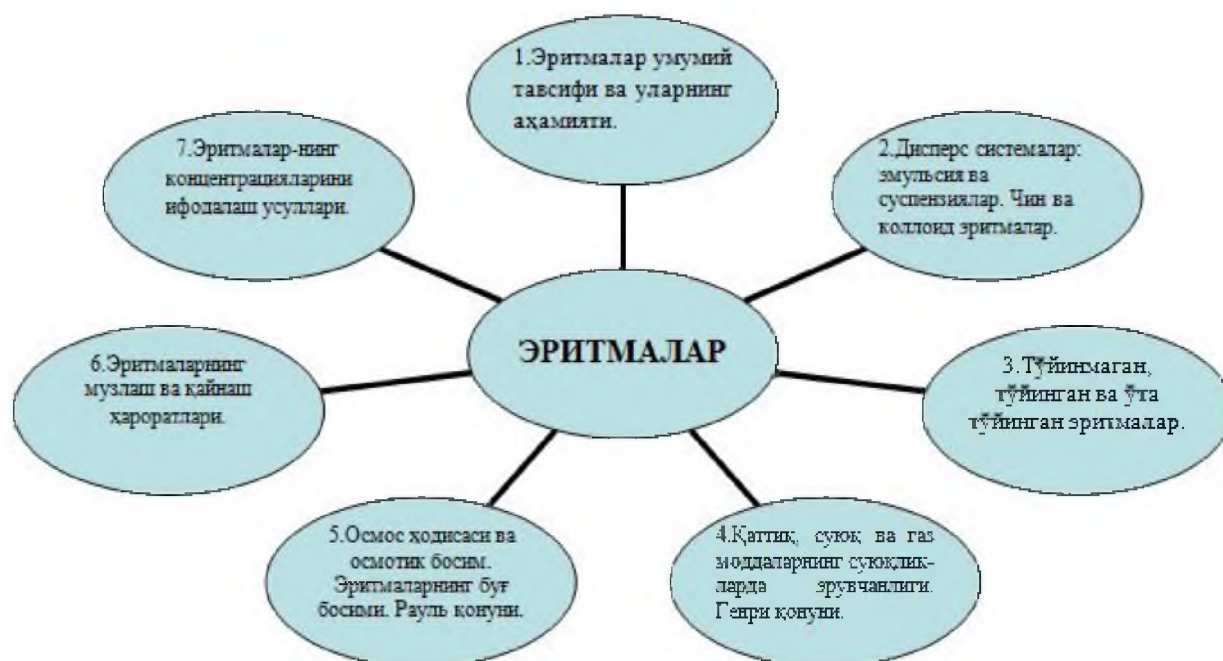 1.Эритмалар умумий
тавсифи ва уларнинг
аҳамияти.
2.Дисперс системалар:
эмульсия ва
суспензиялар. Чин ва
коллоид эритмалар.
3.Тўйинмаган,
тўйинган ва ўта
тўйинган эритмалар.
4.Қаттиқ, суюқ ва газ
моддаларнинг суюқлик-
ларда эрувчанлиги.
Генри қонуни.
5.Осмос ҳодисаси ва
осмотик босим.
Эритмаларнинг буғ
босими. Рауль қонуни.
6.Эритмаларнинг
музлаш ва қайнаш
ҳароратлари.
7.Эритмалар-нинг
концентрацияларини
ифодалаш усуллари.
ЭРИТМАЛАР